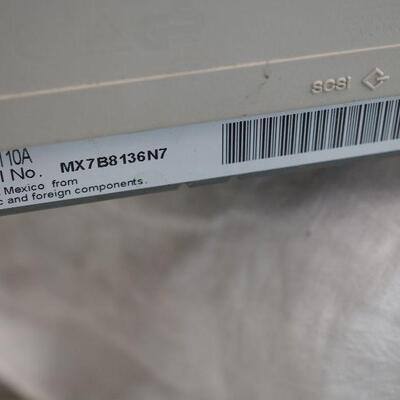 scsi
110A
l No. MX7B8136N7
Mexico from
c and foreign components.